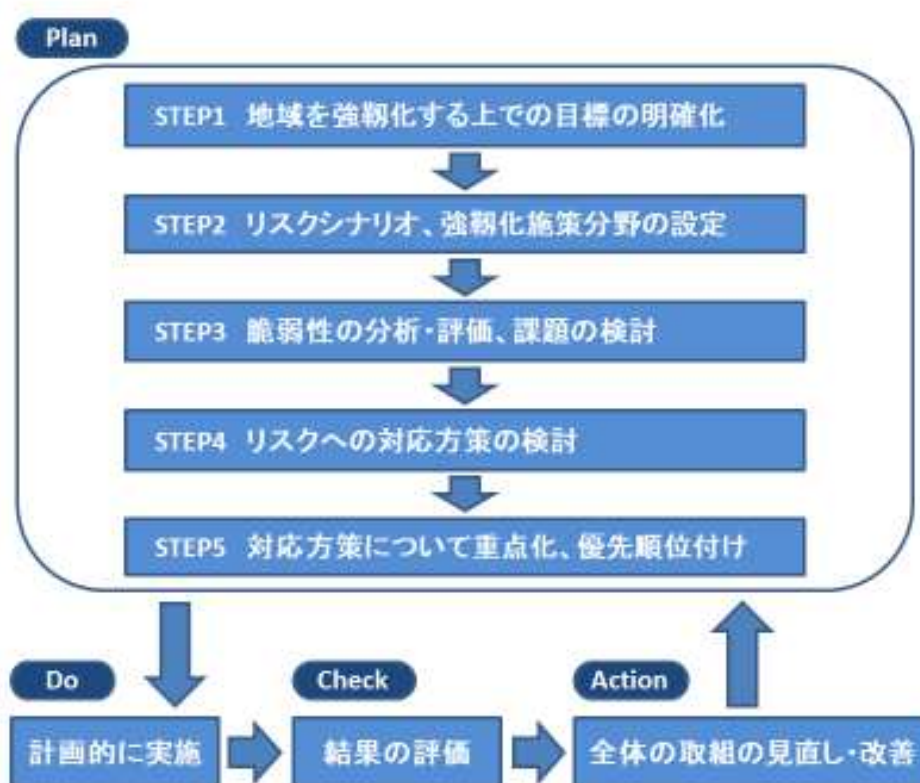 Plan
STEP1 地域を強靱化する上での目標の明確化
STEP2 リスクシナリオ、強靱化施策分野の設定
STEP3 脆弱性の分析・評価、課題の検討
STEP4 リスクへの対応方策の検討
STEP5 対応方策について重点化、優先順位付け
Do
計画的に実施
Check
結果の評価
Action
全体の取組の見直し・改善